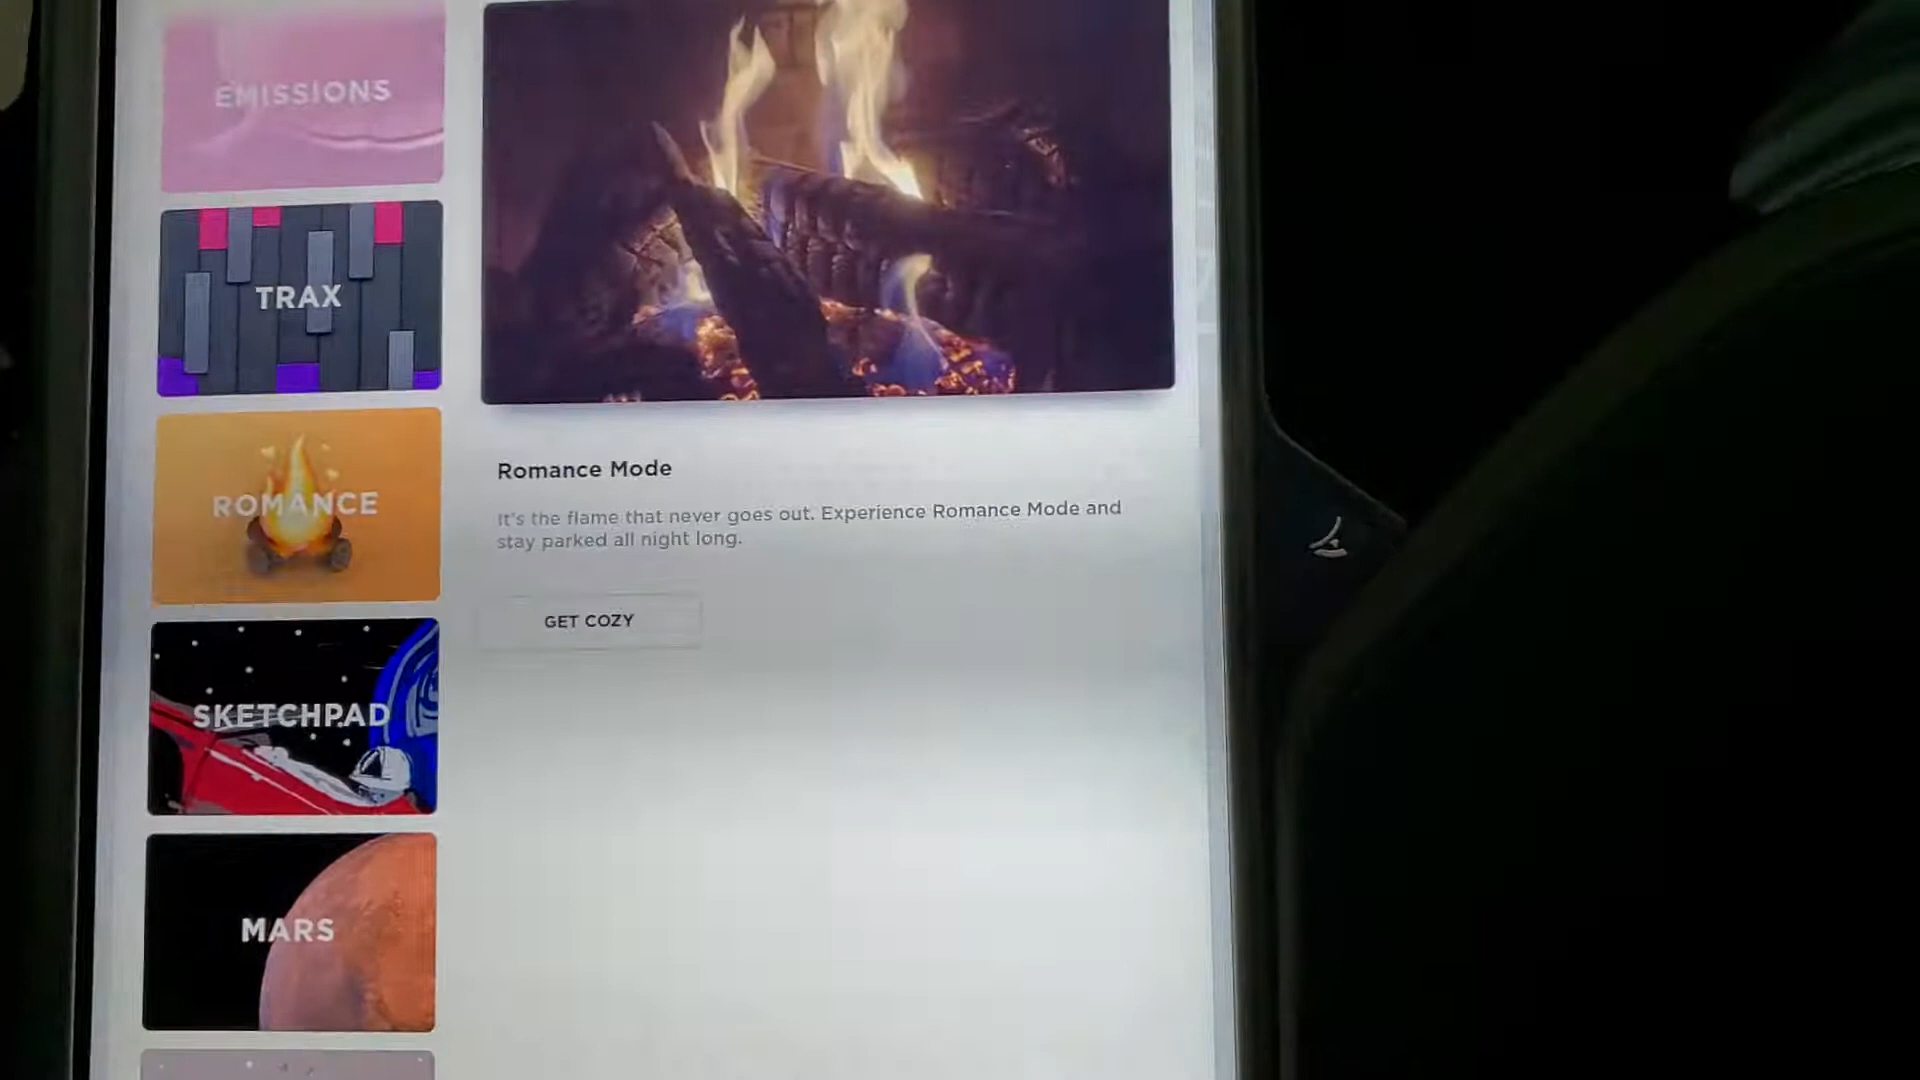 EMISSIONS
TRAX
ROMANCE
SKETCHPAD
MARS
Romance Mode
It's the flame that never goes out. Experience Romance Mode and
stay parked all night long.
GET COZY